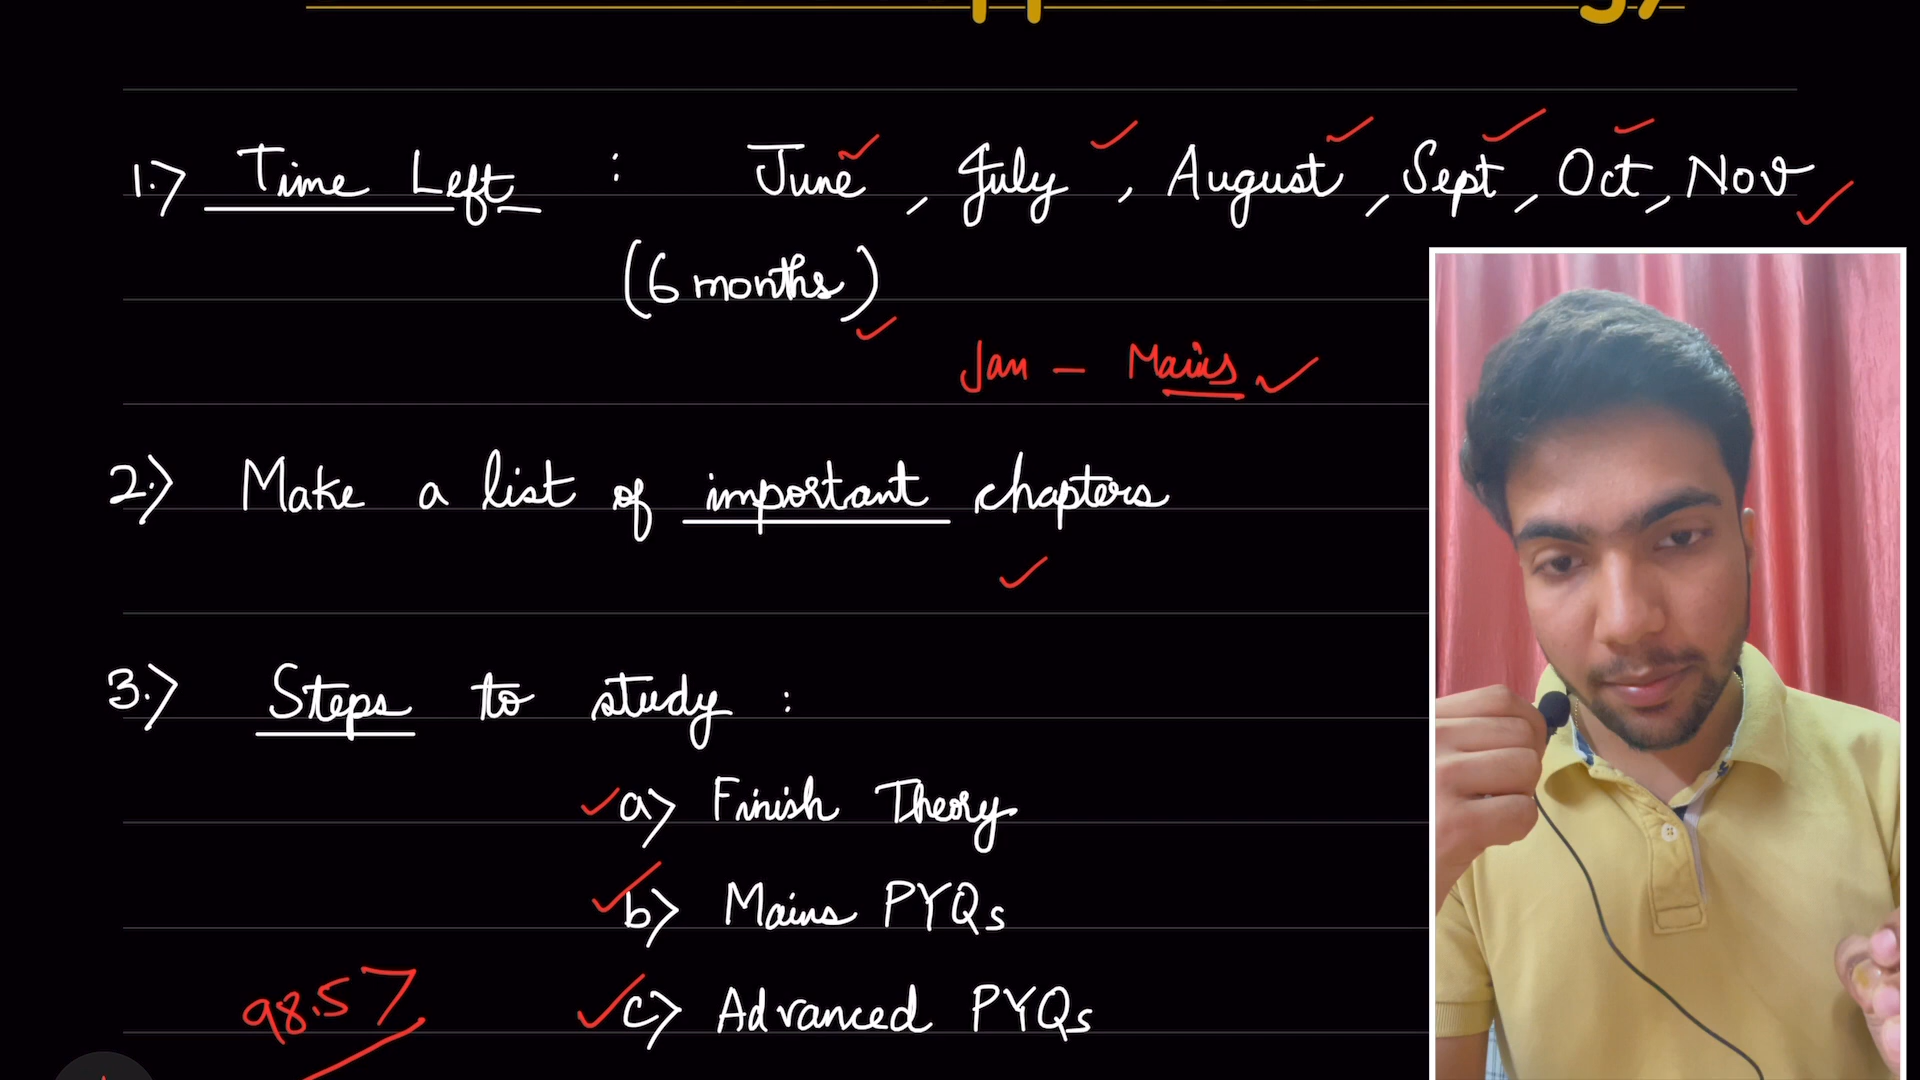 1.) Time Left : June, July, August, Sept, Oct, Nov
(6 months)
Jan - Mains
2.) Make a list of important chapters
3.) Steps to study :
a) Finish Theory
b) Mains PYQs
c) Advanced PYQs
98.57